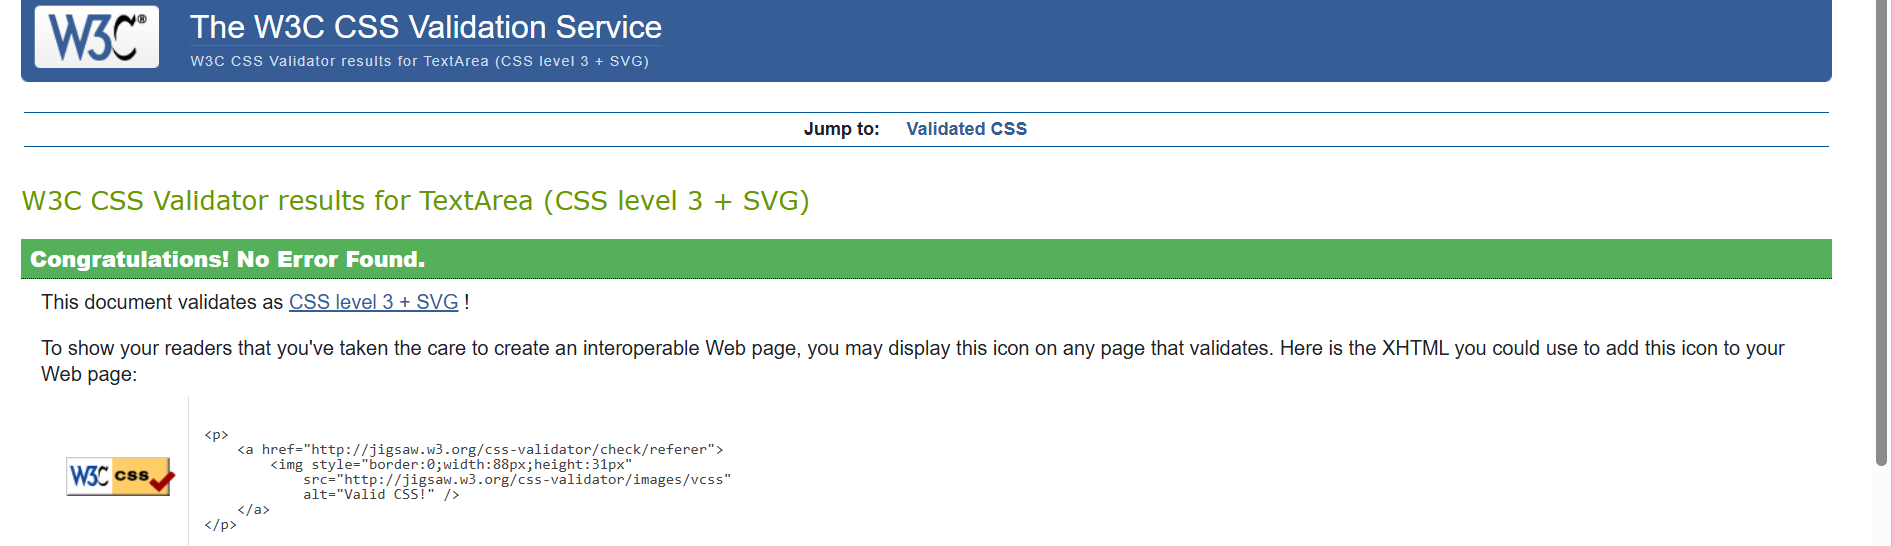 W3C®
The W3C CSS Validation Service
W3C CSS Validator results for TextArea (CSS level 3 + SVG)
Jump to: Validated CSS
W3C CSS Validator results for TextArea (CSS level 3 + SVG)
Congratulations! No Error Found.
This document validates as CSS level 3 + SVG !
To show your readers that you've taken the care to create an interoperable Web page, you may display this icon on any page that validates. Here is the XHTML you could use to add this icon to your
Web page:
W3C css
<p>
<a href="http://jigsaw.w3.org/css-validator/check/referer">
<img style="border:0;width:88px;height:31px"
src="http://jigsaw.w3.org/css-validator/images/vcss"
alt="Valid CSS!" />
</a>
</p>